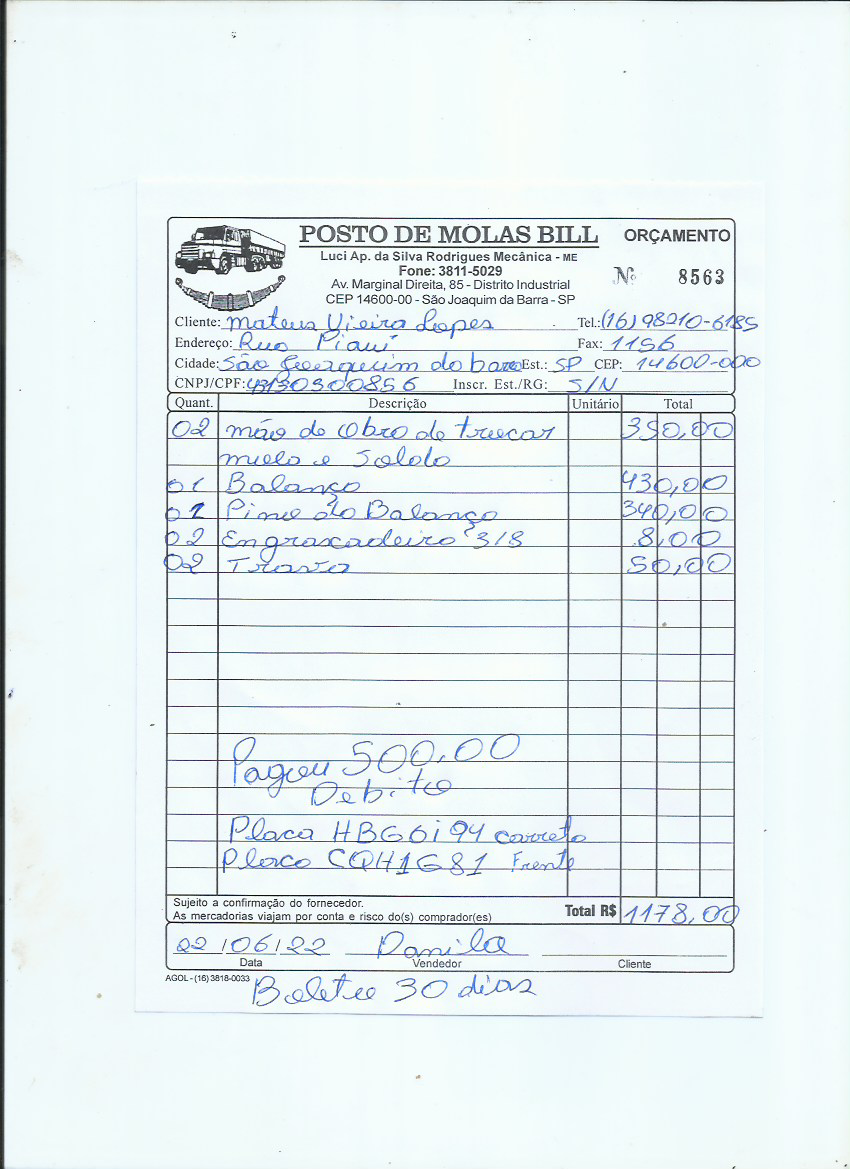 POSTO DE MOLAS BILL
ORÇAMENTO
Luci Ap. da Silva Rodrigues Mecânica - ME
Fone: 3811-5029
Nº 8563
Av. Marginal Direita, 85 - Distrito Industrial
CEP 14600-00 - São Joaquim da Barra - SP
Cliente: Mateus Vieira Lopes Tel.: (16) 98210-6185
Endereço: Rua Piauí Fax: 1156
Cidade: São Joaquim da barra Est.: SP CEP: 14600-000
CNPJ/CPF: 43130300856 Inscr. Est./RG: S/N
Quant. Descrição Unitário Total
02 mão de obra de trucar 350,00
mola e Solda
01 Balanço 430,00
01 Pino do Balanço 340,00
02 Engraxadeira 3/8 8,00
02 Trava 50,00
Pagou 500,00
Debito
Placa HBG6i94 carreta
Placa CQH1G81 Frente
Sujeito a confirmação do fornecedor.
As mercadorias viajam por conta e risco do(s) comprador(es)
Total R$ 1178,00
22/06/22 Danila
Data Vendedor Cliente
AGOL - (16) 3818-0033
Boleto 30 dias